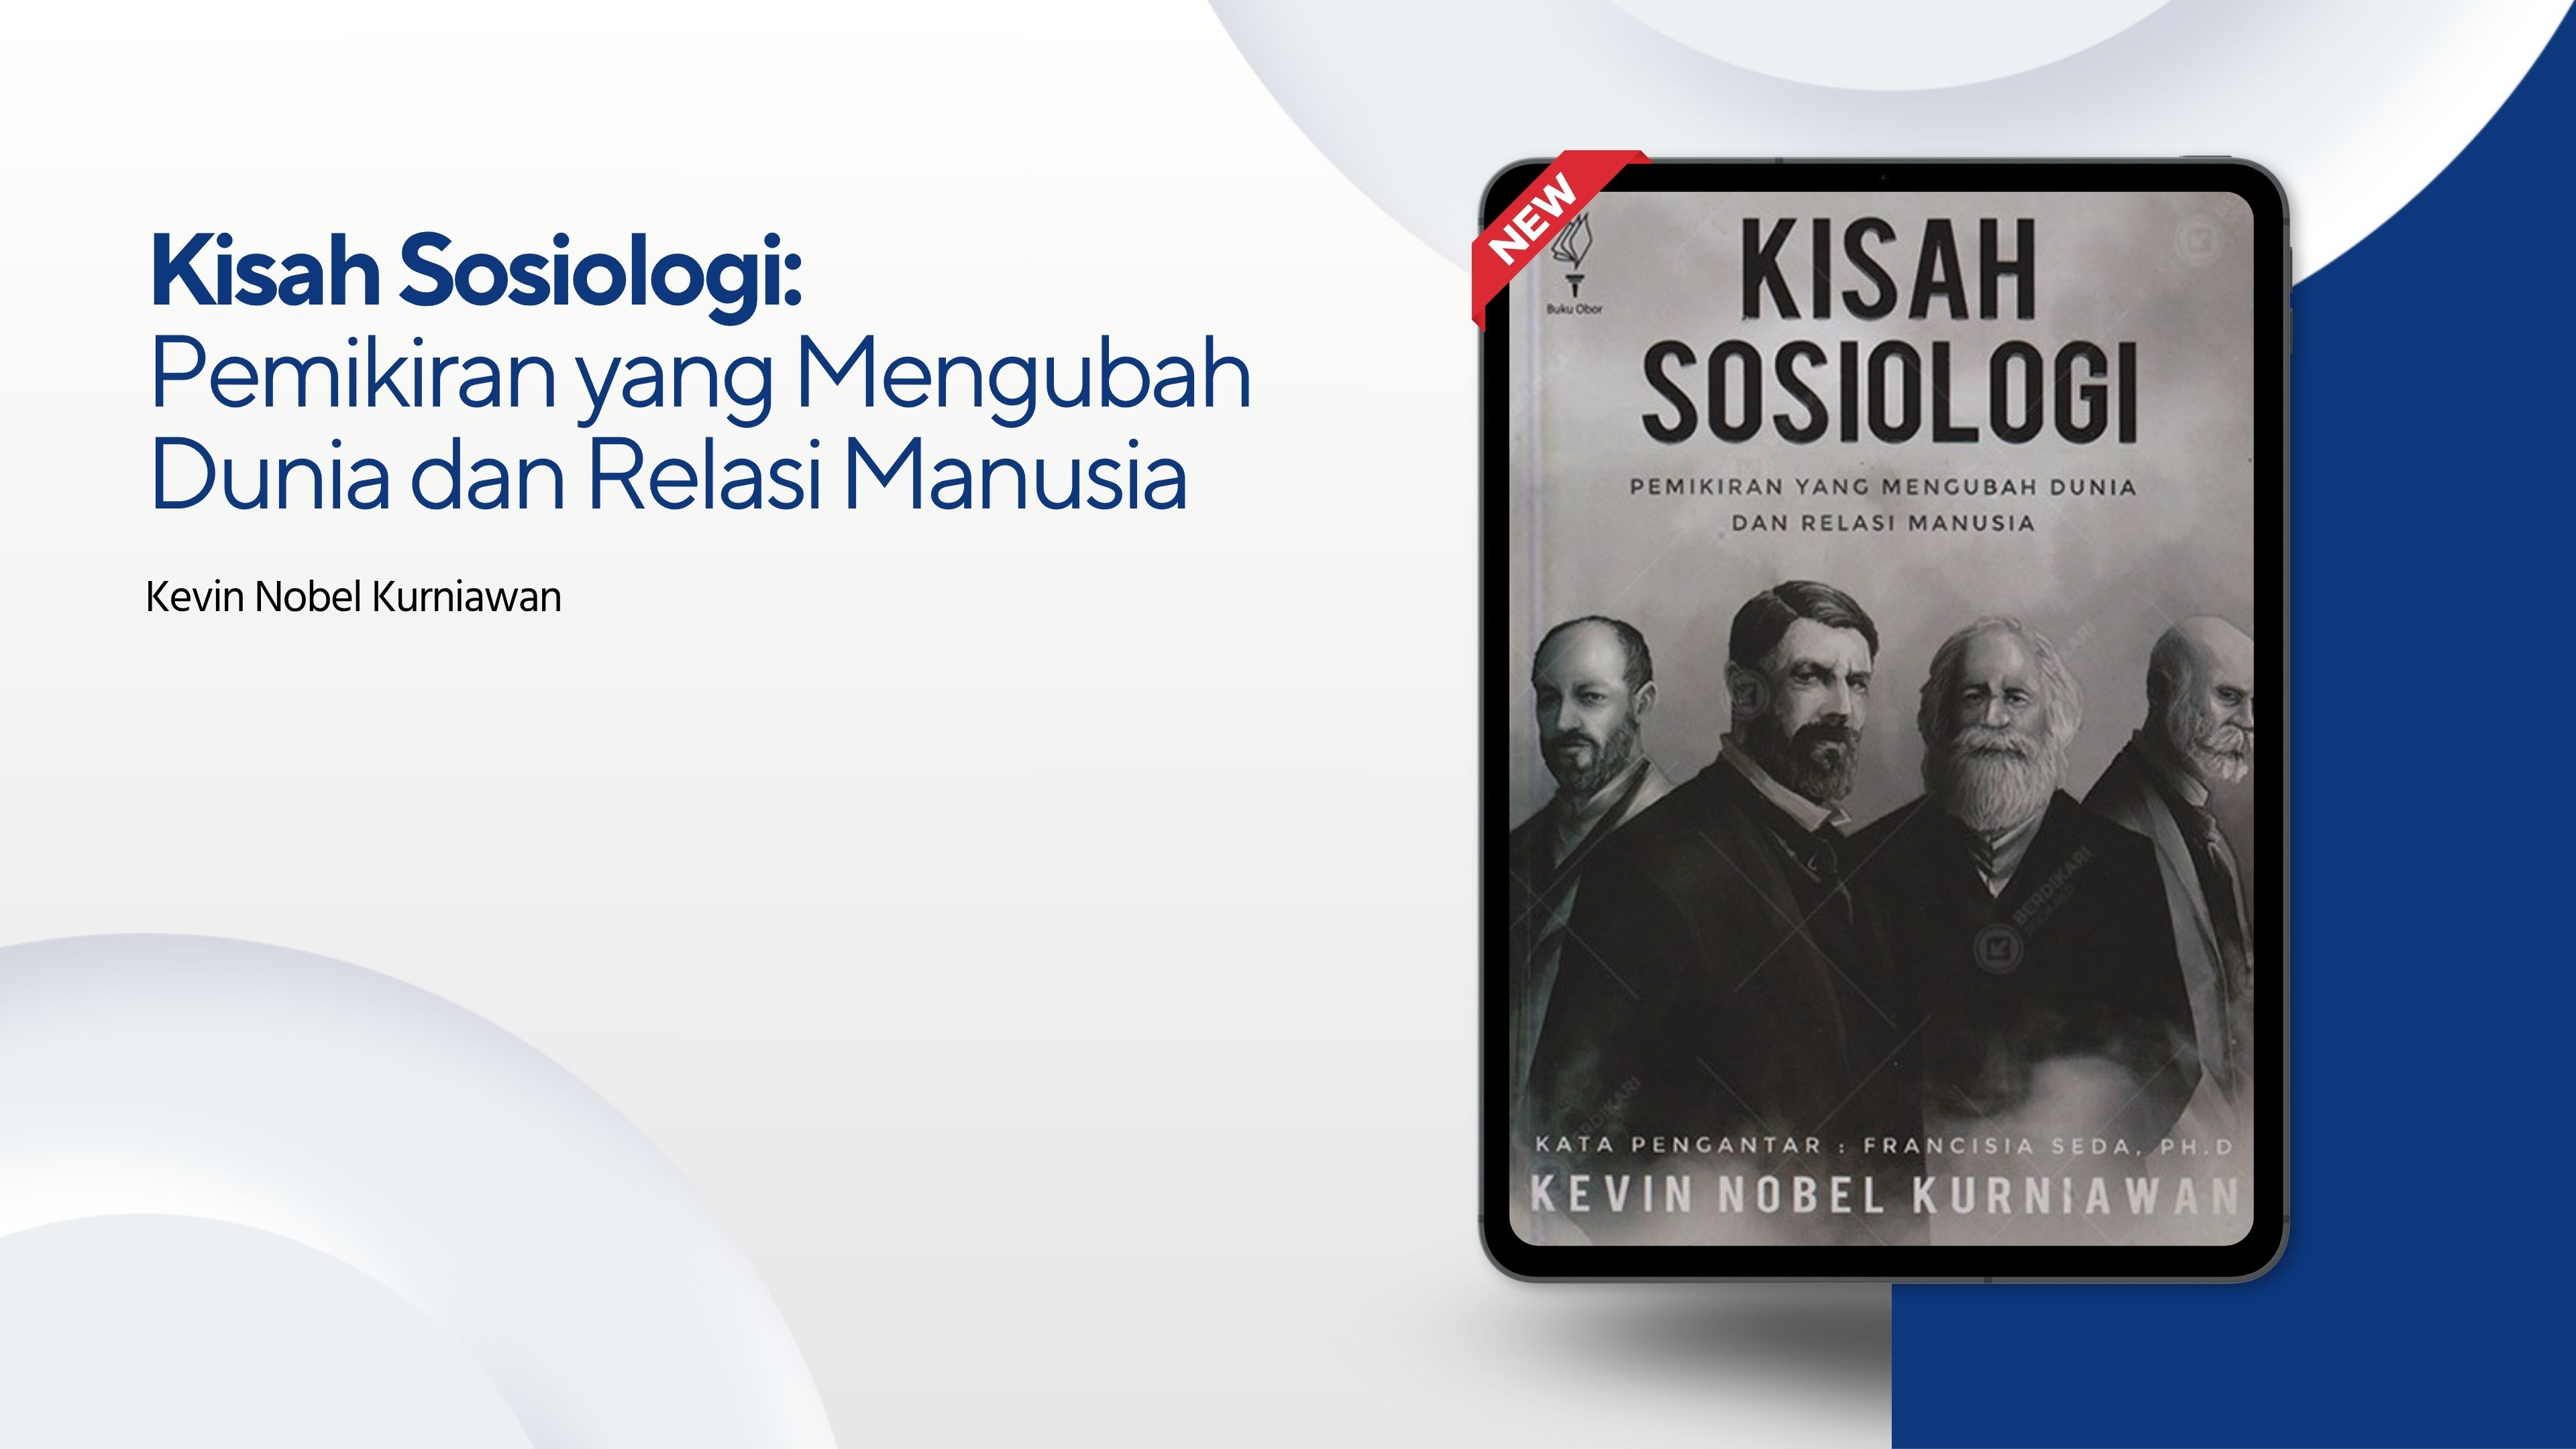 Kisah Sosiologi:
Pemikiran yang Mengubah
Dunia dan Relasi Manusia
Kevin Nobel Kurniawan
NEW
Buku Obor
KISAH
SOSIOLOGI
PEMIKIRAN YANG MENGUBAH DUNIA
DAN RELASI MANUSIA
BERDIKARI
KATA PENGANTAR : FRANCISIA SEDA, PH.D
KEVIN NOBEL KURNIAWAN